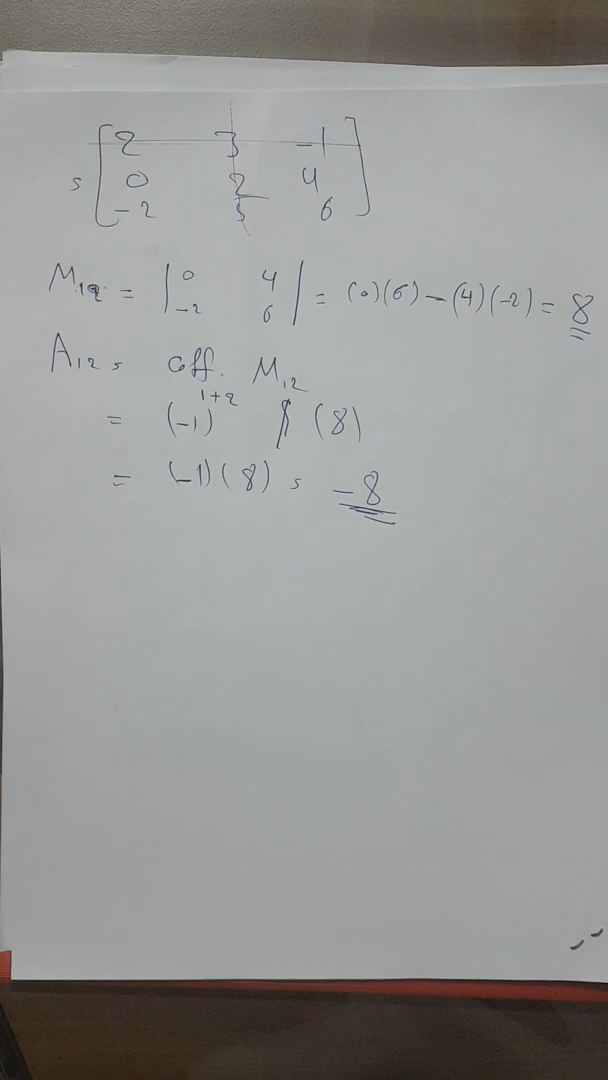 [2 3 -1]
s 0 2 4
-2 5 6
M12 = |0 4| = (0)(6) - (4)(-2) = 8
-2 6
A12 s Coff. M12
= (-1)^1+2 (8)
= (-1)(8) s -8